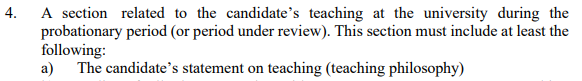 4. A section related to the candidate’s teaching at the university during the
probationary period (or period under review). This section must include at least the
following:
a) The candidate’s statement on teaching (teaching philosophy)